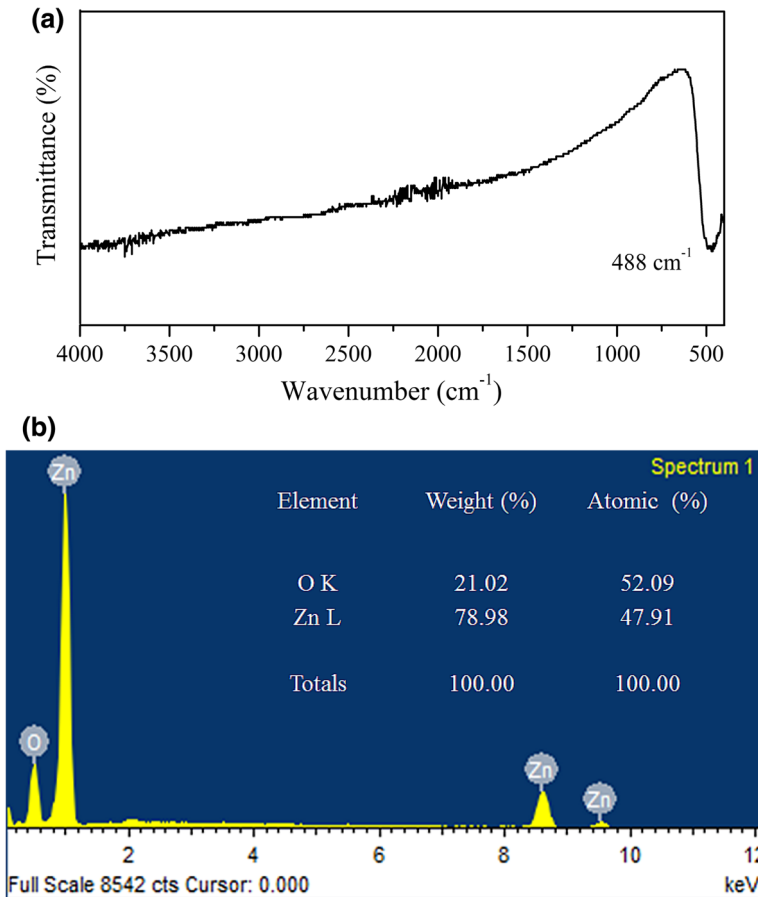 (a)
Transmittance (%)
488 cm⁻¹
4000 3500 3000 2500 2000 1500 1000 500
Wavenumber (cm⁻¹)
(b)
Zn
Spectrum 1
Element Weight (%) Atomic (%)
O K 21.02 52.09
Zn L 78.98 47.91
Totals 100.00 100.00
O
Zn
Zn
2 4 6 8 10 12
Full Scale 8542 cts Cursor: 0.000 keV